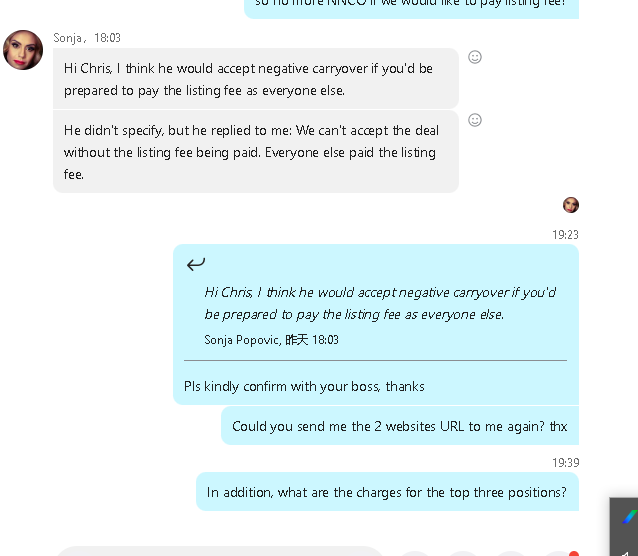 so no more NNCO if we would like to pay listing fee?
Sonja, 18:03
Hi Chris, I think he would accept negative carryover if you'd be
prepared to pay the listing fee as everyone else.
He didn't specify, but he replied to me: We can't accept the deal
without the listing fee being paid. Everyone else paid the listing
fee.
19:23
Hi Chris, I think he would accept negative carryover if you'd
be prepared to pay the listing fee as everyone else.
Sonja Popovic, 昨天 18:03
Pls kindly confirm with your boss, thanks
Could you send me the 2 websites URL to me again? thx
19:39
In addition, what are the charges for the top three positions?